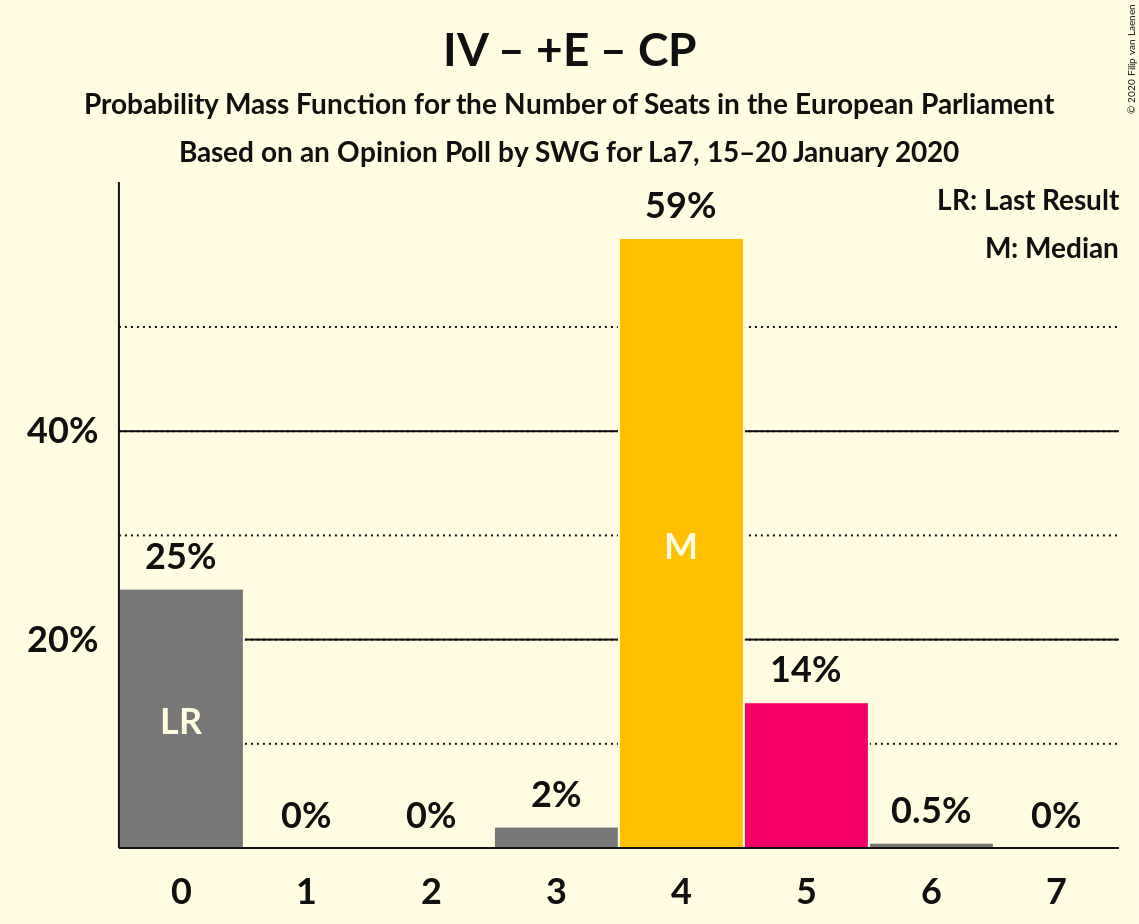 IV – +E – CP
Probability Mass Function for the Number of Seats in the European Parliament
Based on an Opinion Poll by SWG for La7, 15–20 January 2020
© 2020 Filip van Laenen
LR: Last Result
M: Median
59%
40%
M
25%
20%
14%
LR
2%
0.5%
0%
0%
0%
0
1
2
3
4
5
6
7